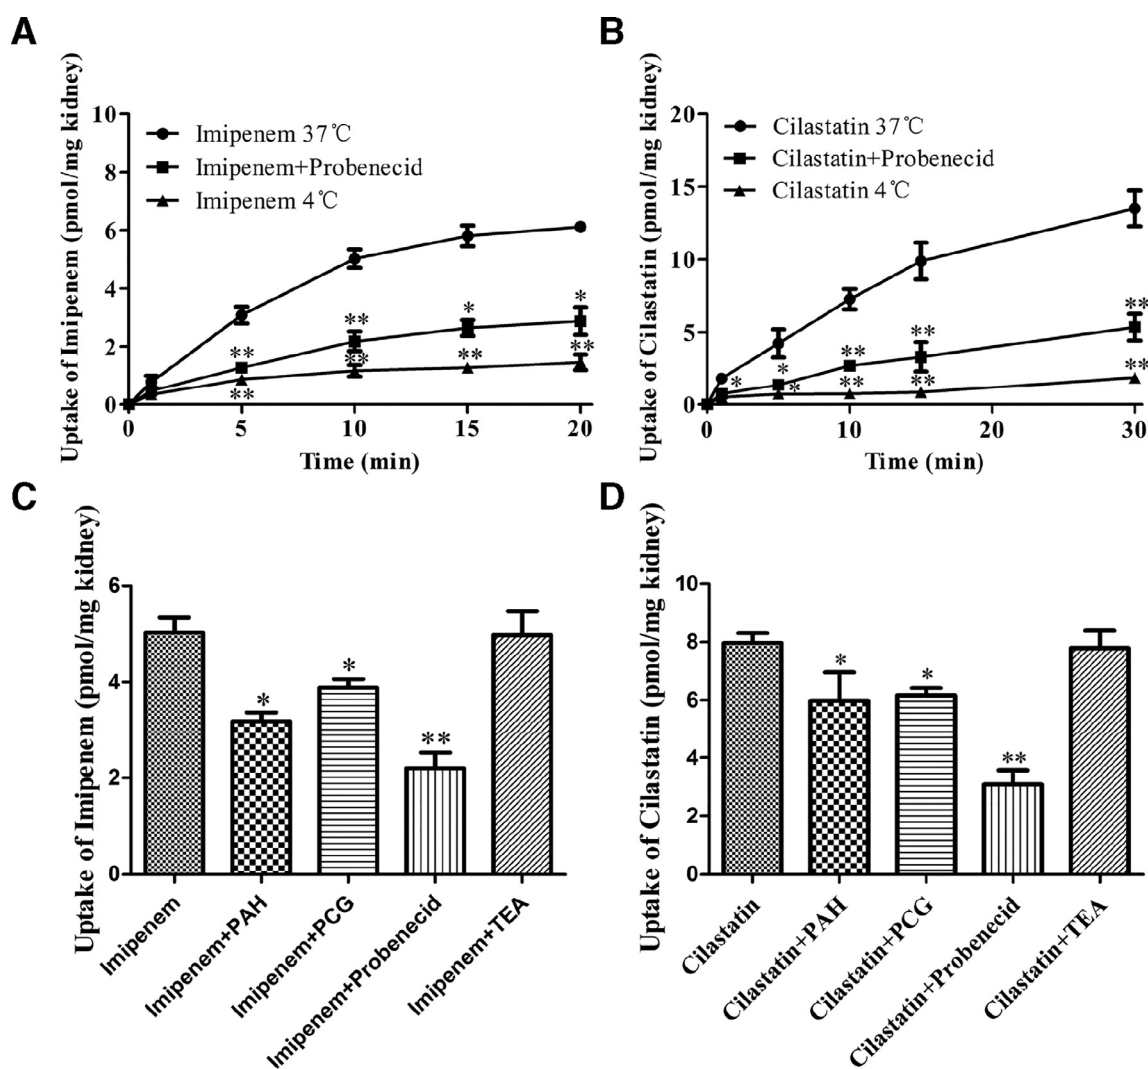 A
Uptake of Imipenem (pmol/mg kidney)
10
8
6
4
2
0
Imipenem 37℃
Imipenem+Probenecid
Imipenem 4℃
**
**
**
**
*
**
*
**
0
5
10
15
20
Time (min)
B
Uptake of Cilastatin (pmol/mg kidney)
20
15
10
5
0
Cilastatin 37℃
Cilastatin+Probenecid
Cilastatin 4℃
*
*
*
**
**
**
**
**
**
0
10
20
30
Time (min)
C
Uptake of Imipenem (pmol/mg kidney)
6
4
2
0
*
*
**
Imipenem
Imipenem+PAH
Imipenem+PCG
Imipenem+Probenecid
Imipenem+TEA
D
Uptake of Cilastatin (pmol/mg kidney)
10
8
6
4
2
0
*
*
**
Cilastatin
Cilastatin+PAH
Cilastatin+PCG
Cilastatin+Probenecid
Cilastatin+TEA